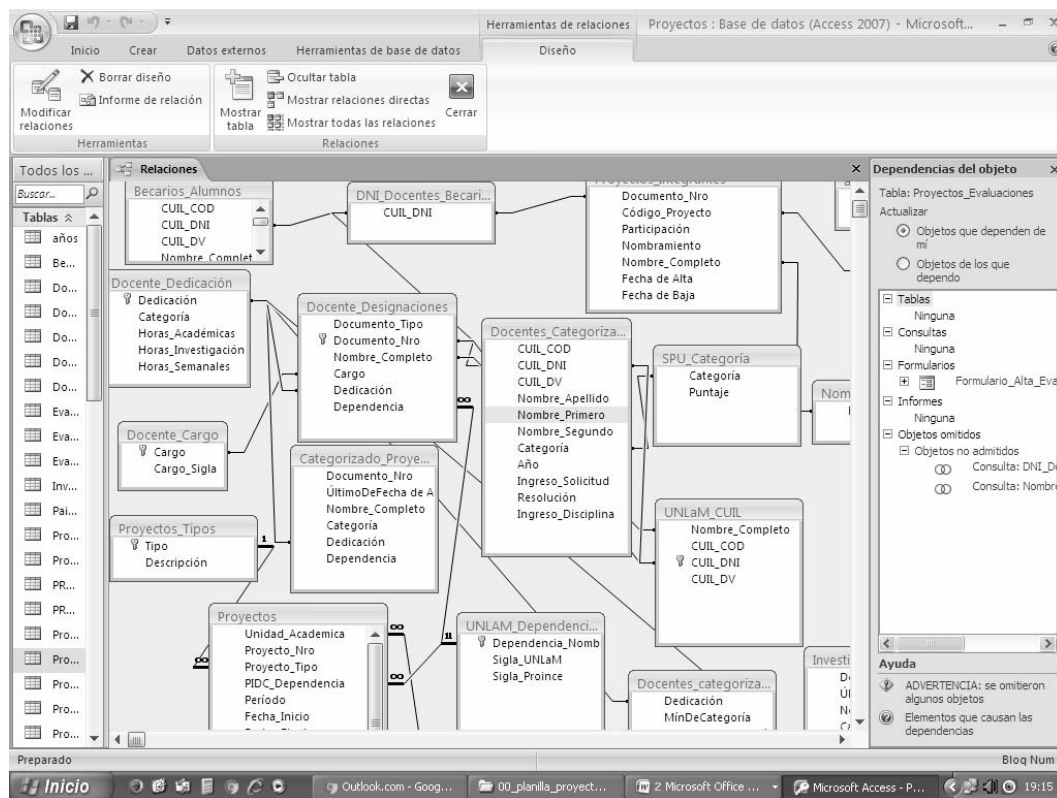 Herramientas de relaciones
Proyectos : Base de datos (Access 2007) - Microsoft...
Inicio
Crear
Datos externos
Herramientas de base de datos
Diseño
Modificar relaciones
Borrar diseño
Informe de relación
Herramientas
Mostrar tabla
Ocultar tabla
Mostrar relaciones directas
Mostrar todas las relaciones
Cerrar
Relaciones
Todos los ...
Buscar...
Tablas
años
Be...
Do...
Do...
Do...
Do...
Do...
Eva...
Eva...
Eva...
Inv...
Pai...
Pro...
Pro...
PR...
PR...
Pro...
Pro...
Pro...
Pro...
Pro...
Relaciones
Becarios_Alumnos
CUIL_COD
CUIL_DNI
CUIL_DV
Nombre_Complet
DNI_Docentes_Becari...
CUIL_DNI
Proyectos_Integrantes
Documento_Nro
Código_Proyecto
Participación
Nombramiento
Nombre_Completo
Fecha de Alta
Fecha de Baja
Docente_Dedicación
Dedicación
Categoría
Horas_Académicas
Horas_Investigación
Horas_Semanales
Docente_Designaciones
Documento_Tipo
Documento_Nro
Nombre_Completo
Cargo
Dedicación
Dependencia
Docentes_Categoriza...
CUIL_COD
CUIL_DNI
CUIL_DV
Nombre_Apellido
Nombre_Primero
Nombre_Segundo
Categoría
Año
Ingreso_Solicitud
Resolución
Ingreso_Disciplina
SPU_Categoría
Categoría
Puntaje
Nom
Docente_Cargo
Cargo
Cargo_Sigla
Categorizado_Proye...
Documento_Nro
ÚltimoDeFecha de A
Nombre_Completo
Categoría
Dedicación
Dependencia
UNLaM_CUIL
Nombre_Completo
CUIL_COD
CUIL_DNI
CUIL_DV
Proyectos_Tipos
Tipo
Descripción
1
∞
∞
∞
∞
11
Proyectos
Unidad_Academica
Proyecto_Nro
Proyecto_Tipo
PIDC_Dependencia
Período
Fecha_Inicio
UNLAM_Dependenci...
Dependencia_Nomb
Sigla_UNLaM
Sigla_Proince
Docentes_categoriza...
Dedicación
MínDeCategoría
Investi
Dependencias del objeto
Tabla: Proyectos_Evaluaciones
Actualizar
Objetos que dependen de mí
Objetos de los que dependo
Tablas
Ninguna
Consultas
Ninguna
Formularios
Formulario_Alta_Eva
Informes
Ninguna
Objetos omitidos
Objetos no admitidos
Consulta: DNI_D
Consulta: Nombr
Ayuda
ADVERTENCIA: se omitieron algunos objetos
Elementos que causan las dependencias
Preparado
Bloq Num
Inicio
Outlook.com - Goog...
00_planilla_proyect...
2 Microsoft Office ...
Microsoft Access - P...
19:15